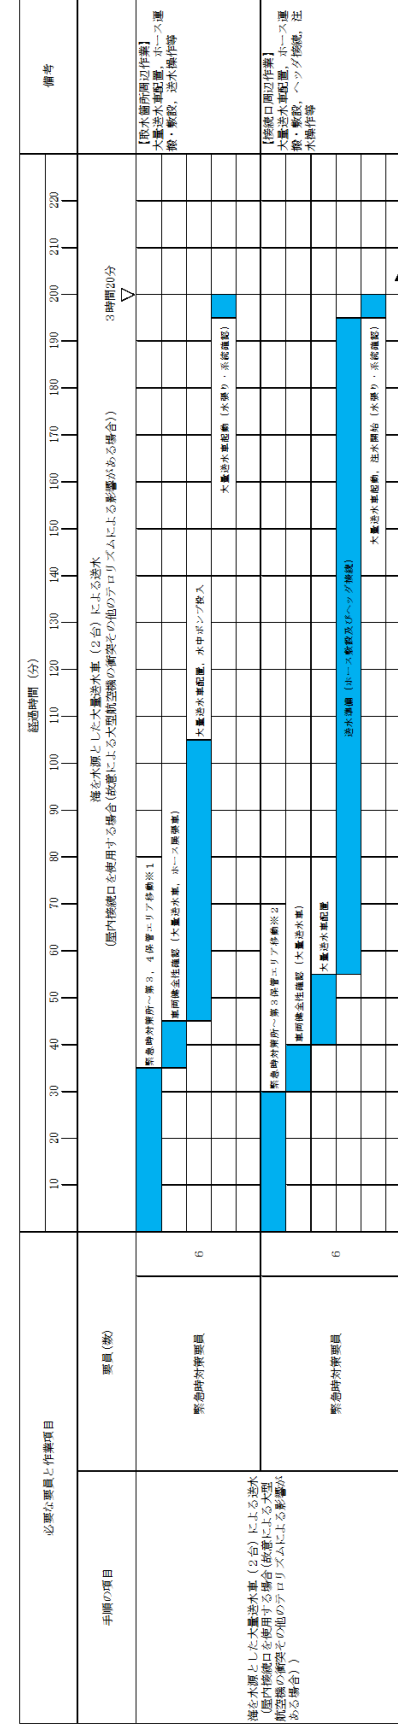 必要な要員と作業項目
経過時間（分）
備考
10 20 30 40 50 60 70 80 90 100 110 120 130 140 150 160 170 180 190 200 210 220
手順の項目
要員(数)
海を水源とした大量送水車（２台）による送水
(屋内接続口を使用する場合(故意による大型航空機の衝突その他のテロリズムによる影響がある場合))
3時間20分
海を水源とした大量送水車（２台）による送水
(屋内接続口を使用する場合(故意による大型
航空機の衝突その他のテロリズムによる影響が
ある場合))
緊急時対策要員
6
緊急時対策所～第３，４保管エリア移動※１
車両健全性確認（大量送水車，ホース展張車）
大量送水車配置，水中ポンプ投入
大量送水車起動（水張り・系統確認）
【取水箇所周辺作業】
大量送水車配置，ホース運
搬・敷設，送水操作等
緊急時対策要員
6
緊急時対策所～第３保管エリア移動※２
車両健全性確認（大量送水車）
大量送水車配置
送水準備（ホース敷設及びヘッダ接続）
大量送水車起動，注水開始（水張り・系統確認）
【接続口周辺作業】
大量送水車配置，ホース運
搬・敷設，ヘッダ接続，注
水操作等